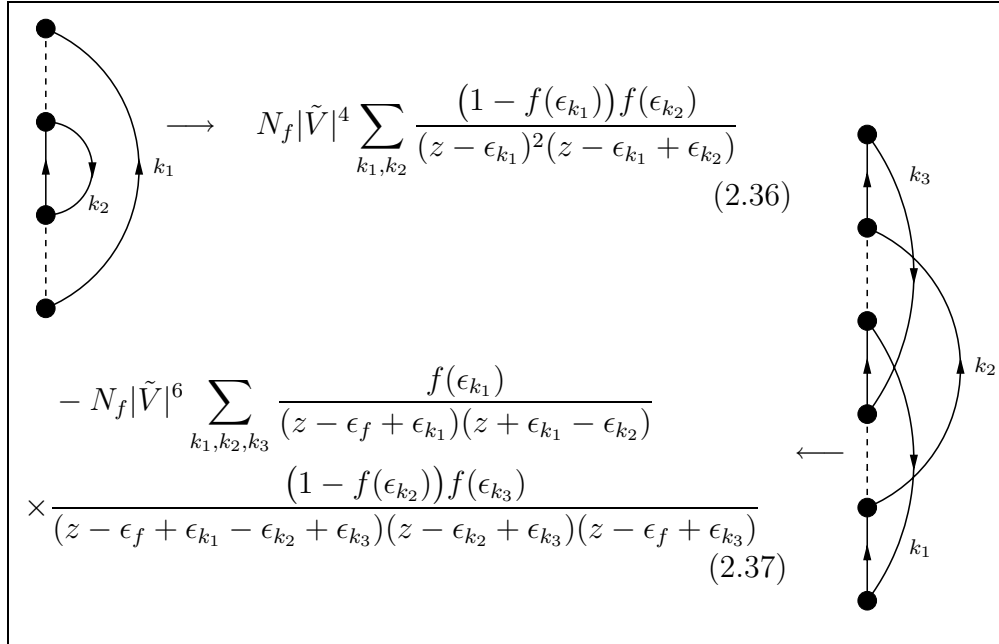 k_1
k_2
⟶ N_f|\tilde{V}|^4 \sum_{k_1,k_2} \frac{(1 - f(\epsilon_{k_1})) f(\epsilon_{k_2})}{(z - \epsilon_{k_1})^2 (z - \epsilon_{k_1} + \epsilon_{k_2})}
(2.36)
k_3
k_2
k_1
- N_f|\tilde{V}|^6 \sum_{k_1,k_2,k_3} \frac{f(\epsilon_{k_1})}{(z - \epsilon_f + \epsilon_{k_1})(z + \epsilon_{k_1} - \epsilon_{k_2})}
⟵
× \frac{(1 - f(\epsilon_{k_2})) f(\epsilon_{k_3})}{(z - \epsilon_f + \epsilon_{k_1} - \epsilon_{k_2} + \epsilon_{k_3})(z - \epsilon_{k_2} + \epsilon_{k_3})(z - \epsilon_f + \epsilon_{k_3})}
(2.37)